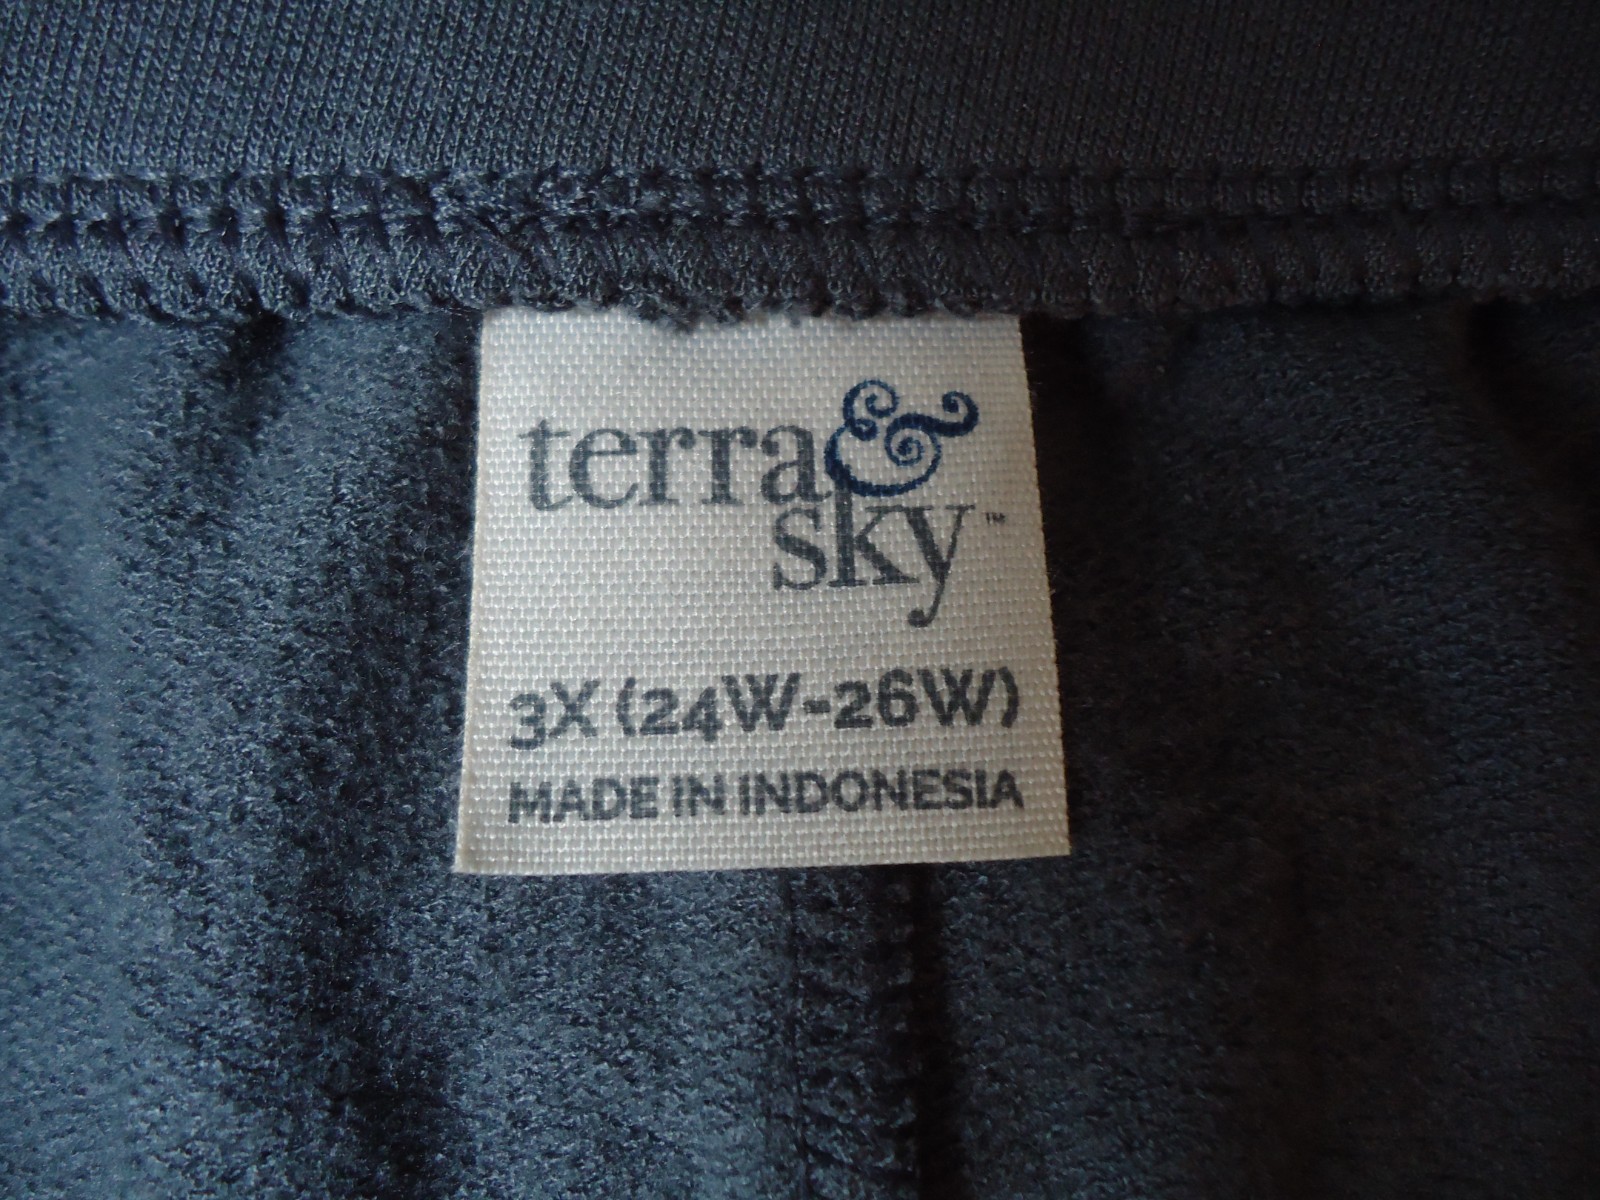 terra &
sky™
3X (24W-26W)
MADE IN INDONESIA